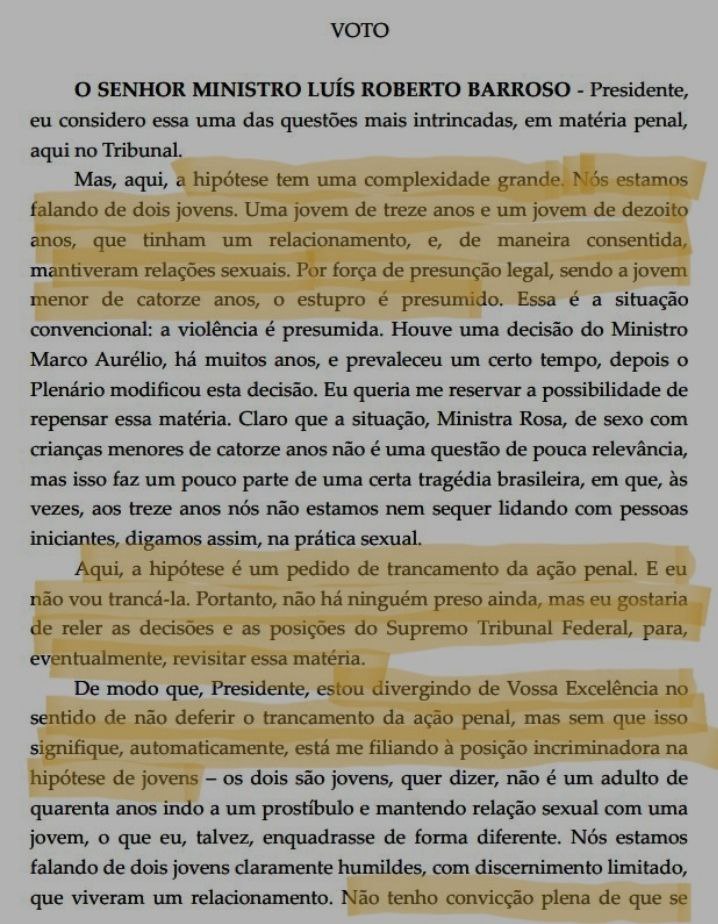 VOTO
O SENHOR MINISTRO LUÍS ROBERTO BARROSO - Presidente,
eu considero essa uma das questões mais intrincadas, em matéria penal,
aqui no Tribunal.
Mas, aqui, a hipótese tem uma complexidade grande. Nós estamos
falando de dois jovens. Uma jovem de treze anos e um jovem de dezoito
anos, que tinham um relacionamento, e, de maneira consentida,
mantiveram relações sexuais. Por força de presunção legal, sendo a jovem
menor de catorze anos, o estupro é presumido. Essa é a situação
convencional: a violência é presumida. Houve uma decisão do Ministro
Marco Aurélio, há muitos anos, e prevaleceu um certo tempo, depois o
Plenário modificou esta decisão. Eu queria me reservar a possibilidade de
repensar essa matéria. Claro que a situação, Ministra Rosa, de sexo com
crianças menores de catorze anos não é uma questão de pouca relevância,
mas isso faz um pouco parte de uma certa tragédia brasileira, em que, às
vezes, aos treze anos nós não estamos nem sequer lidando com pessoas
iniciantes, digamos assim, na prática sexual.
Aqui, a hipótese é um pedido de trancamento da ação penal. E eu
não vou trancá-la. Portanto, não há ninguém preso ainda, mas eu gostaria
de reler as decisões e as posições do Supremo Tribunal Federal, para,
eventualmente, revisitar essa matéria.
De modo que, Presidente, estou divergindo de Vossa Excelência no
sentido de não deferir o trancamento da ação penal, mas sem que isso
signifique, automaticamente, está me filiando à posição incriminadora na
hipótese de jovens – os dois são jovens, quer dizer, não é um adulto de
quarenta anos indo a um prostíbulo e mantendo relação sexual com uma
jovem, o que eu, talvez, enquadrasse de forma diferente. Nós estamos
falando de dois jovens claramente humildes, com discernimento limitado,
que viveram um relacionamento. Não tenho convicção plena de que se